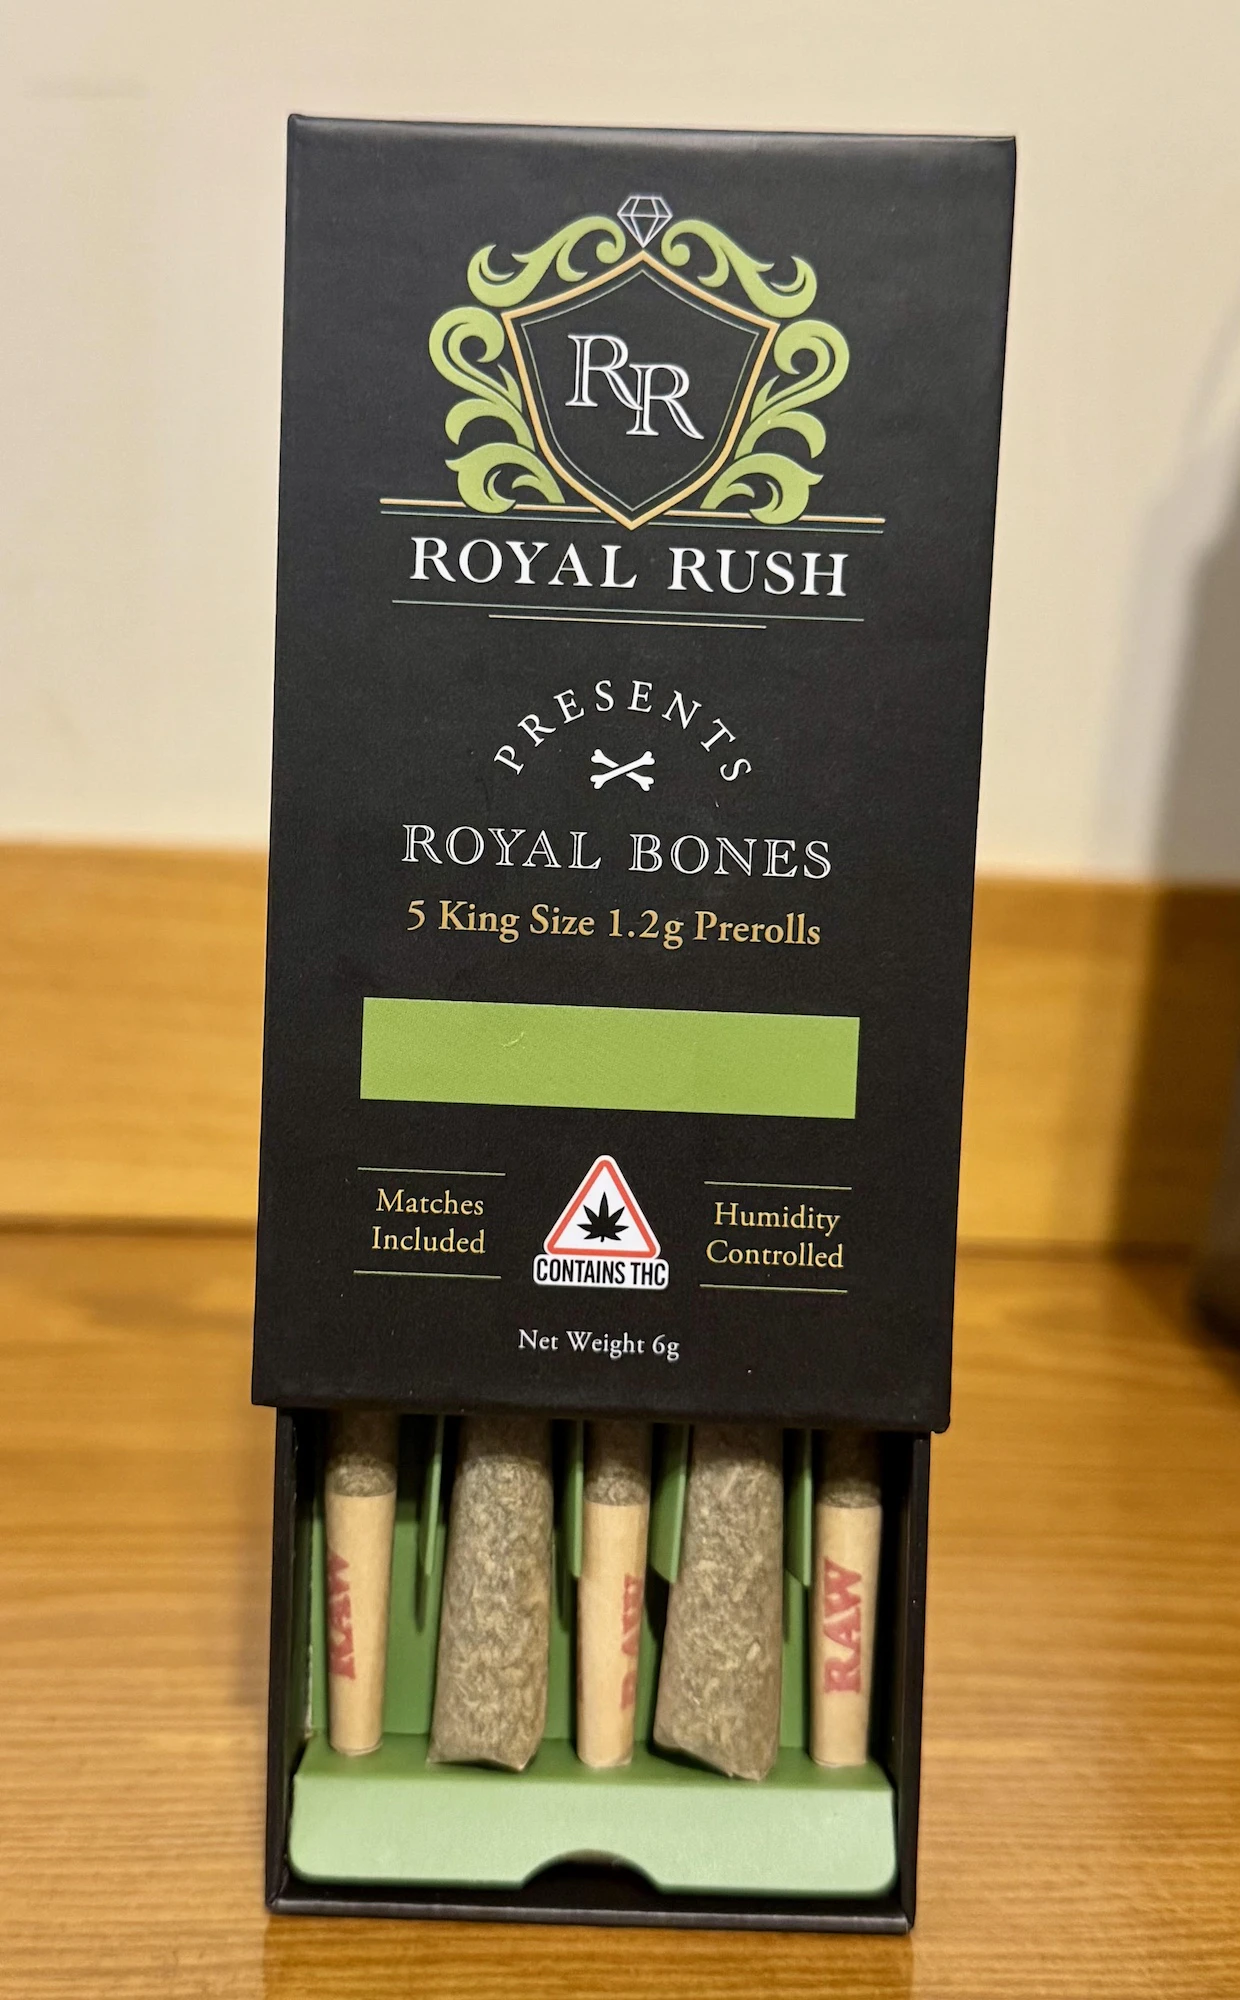 RR
ROYAL RUSH
PRESENTS
ROYAL BONES
5 King Size 1.2g Prerolls
Matches
Included
CONTAINS THC
Humidity
Controlled
Net Weight 6g
RAW
RAW
RAW